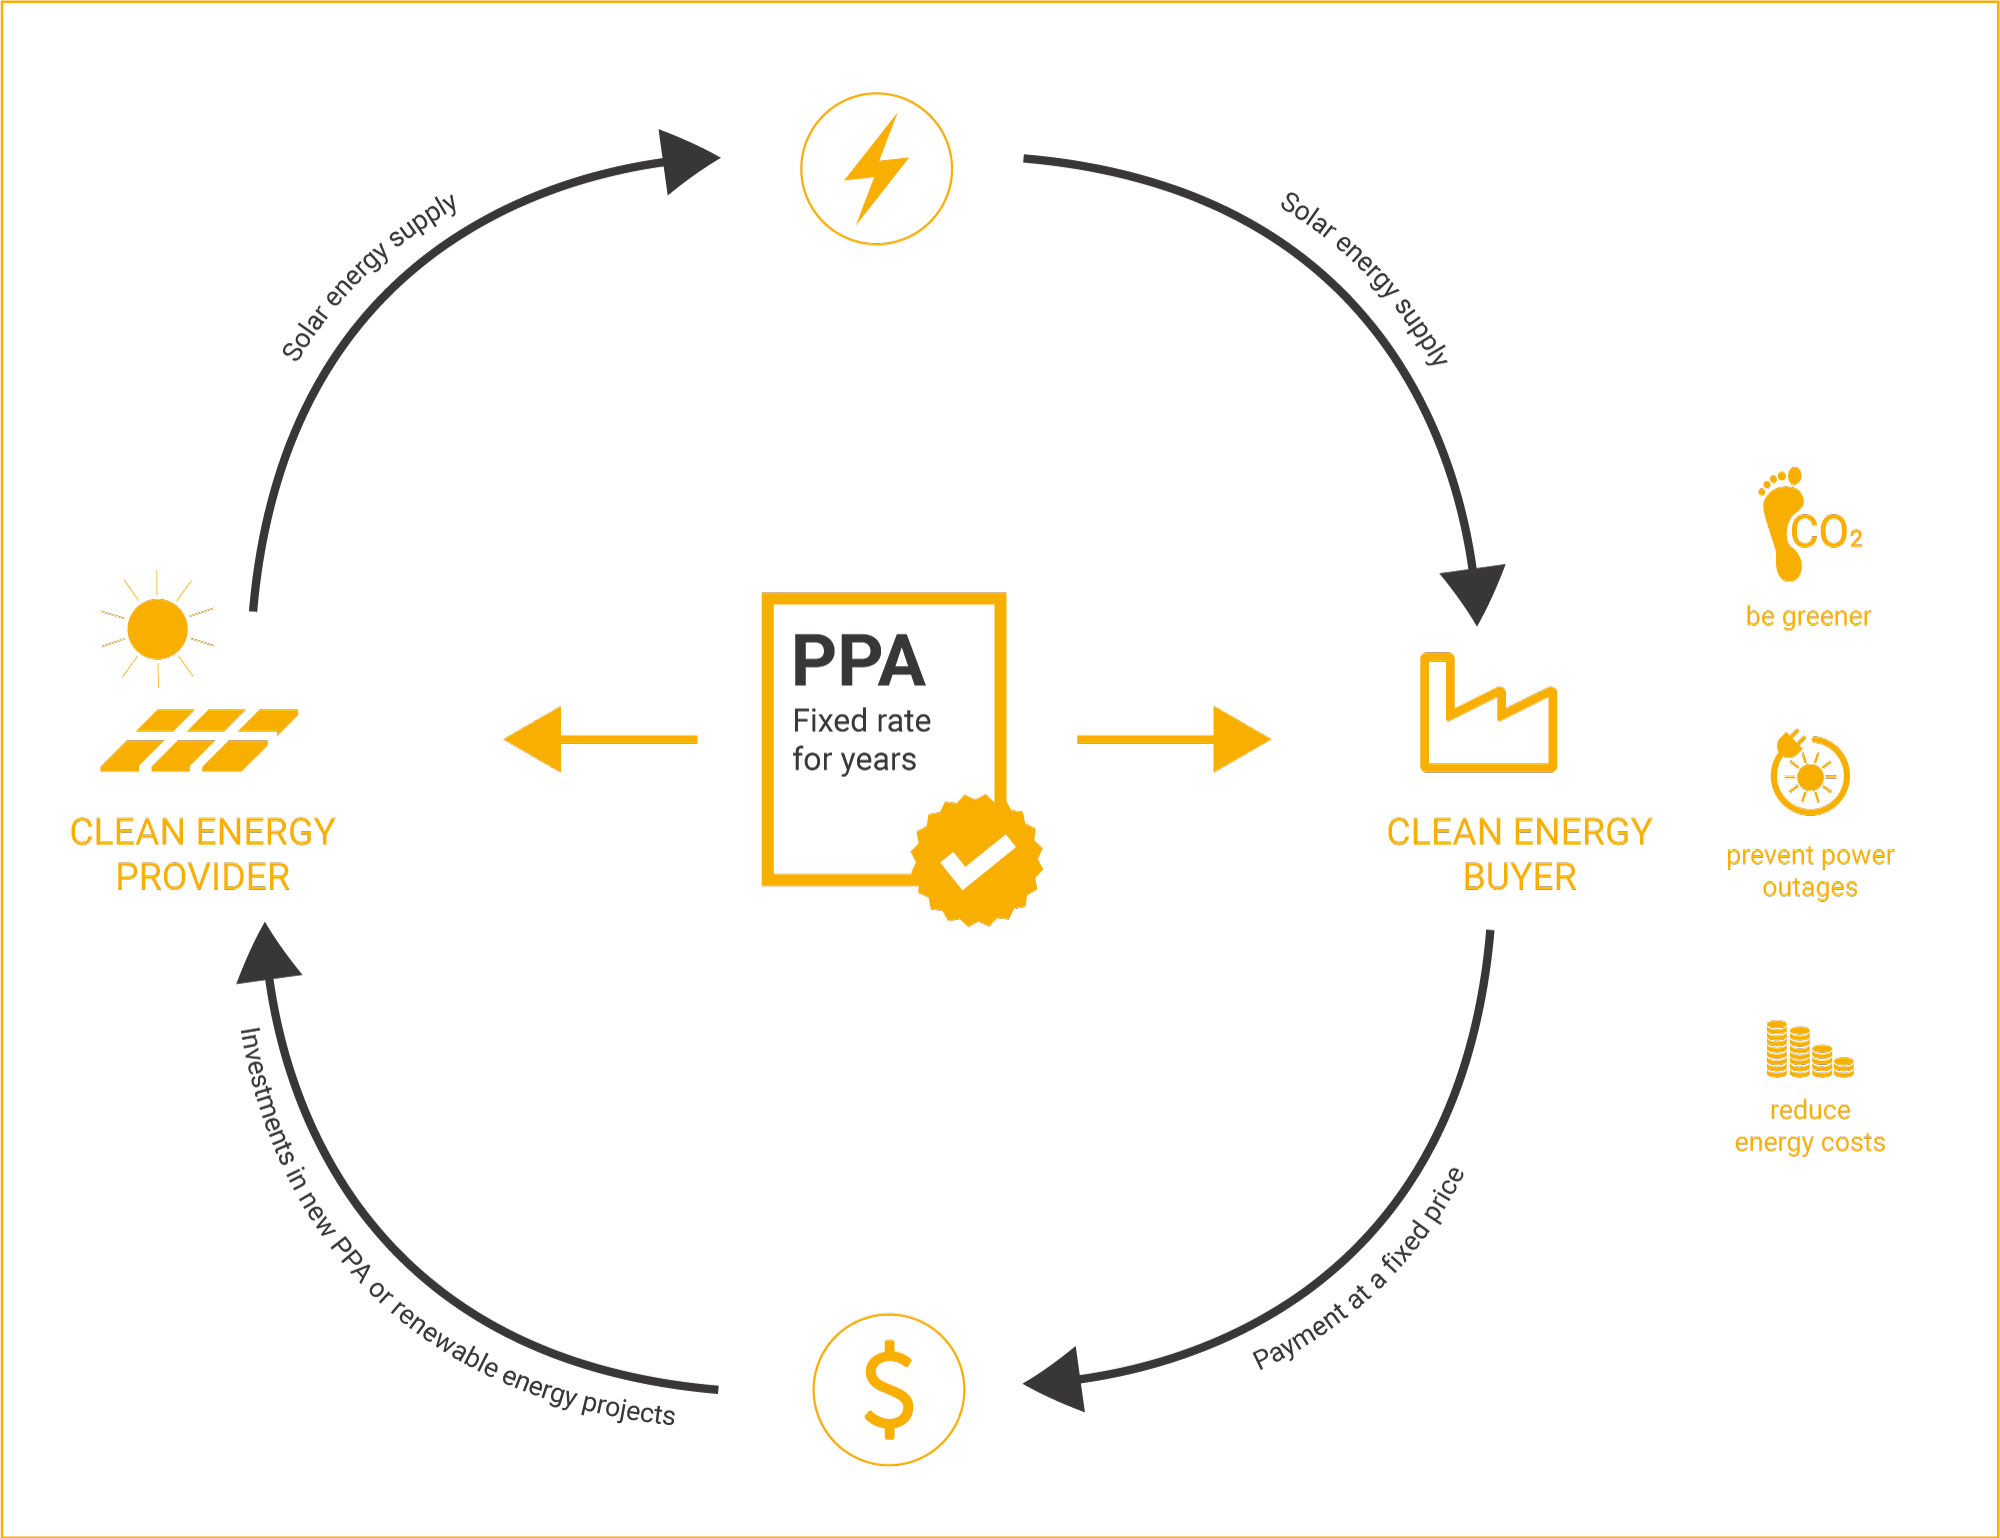 Solar energy supply
Solar energy supply
CO₂
be greener
PPA
Fixed rate
for years
CLEAN ENERGY
PROVIDER
CLEAN ENERGY
BUYER
prevent power
outages
reduce
energy costs
Investments in new PPA or renewable energy projects
Payment at a fixed price
$